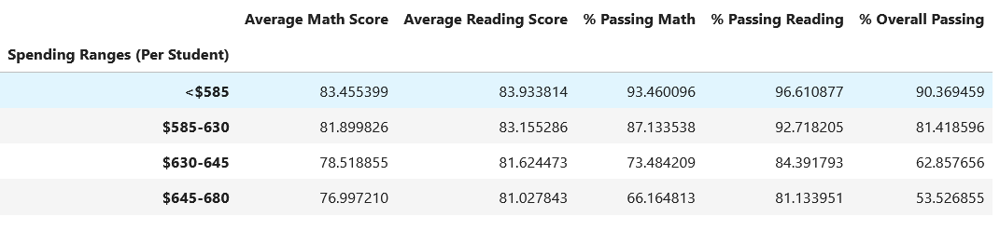 Average Math Score Average Reading Score % Passing Math % Passing Reading % Overall Passing
Spending Ranges (Per Student)
<$585 83.455399 83.933814 93.460096 96.610877 90.369459
$585-630 81.899826 83.155286 87.133538 92.718205 81.418596
$630-645 78.518855 81.624473 73.484209 84.391793 62.857656
$645-680 76.997210 81.027843 66.164813 81.133951 53.526855